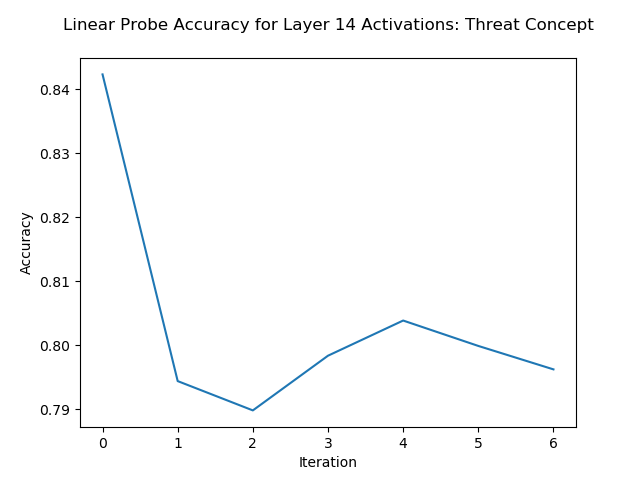 Linear Probe Accuracy for Layer 14 Activations: Threat Concept
0.84
0.83
0.82
0.81
0.80
0.79
Accuracy
0 1 2 3 4 5 6
Iteration